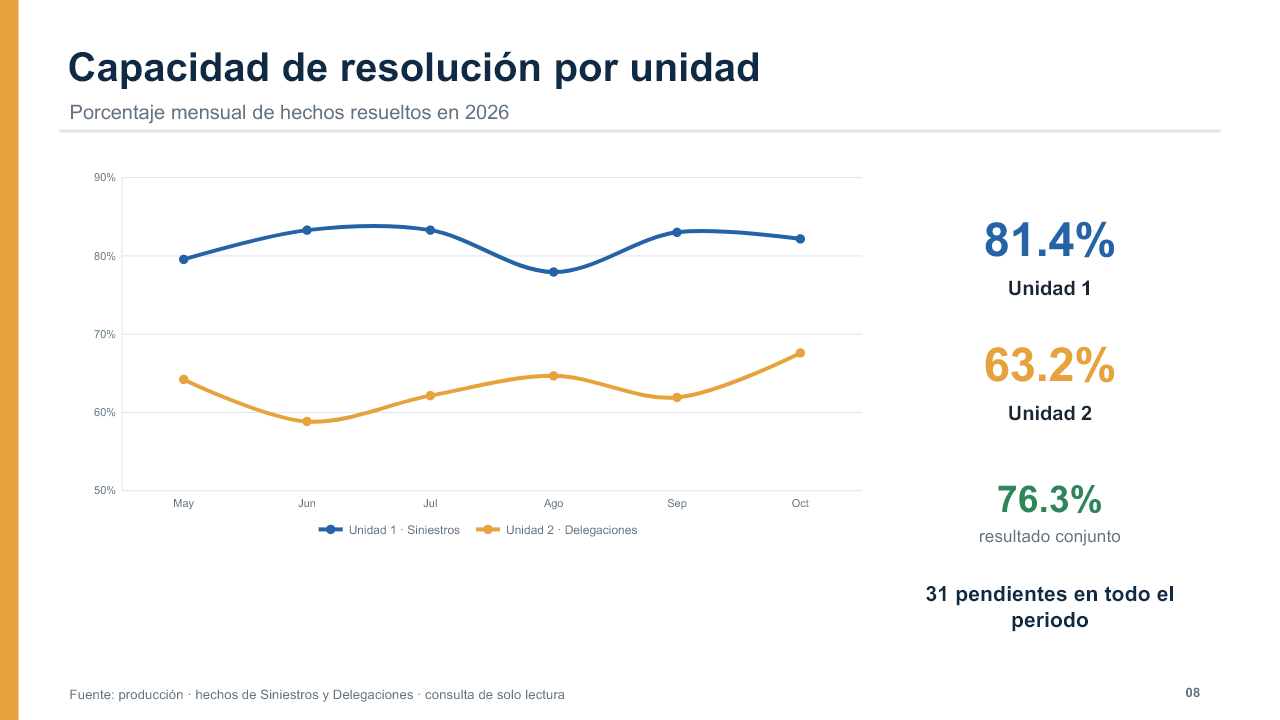 Capacidad de resolución por unidad
Porcentaje mensual de hechos resueltos en 2026
90%
80%
70%
60%
50%
May Jun Jul Ago Sep Oct
Unidad 1 · Siniestros Unidad 2 · Delegaciones
81.4%
Unidad 1
63.2%
Unidad 2
76.3%
resultado conjunto
31 pendientes en todo el
periodo
Fuente: producción · hechos de Siniestros y Delegaciones · consulta de solo lectura
08